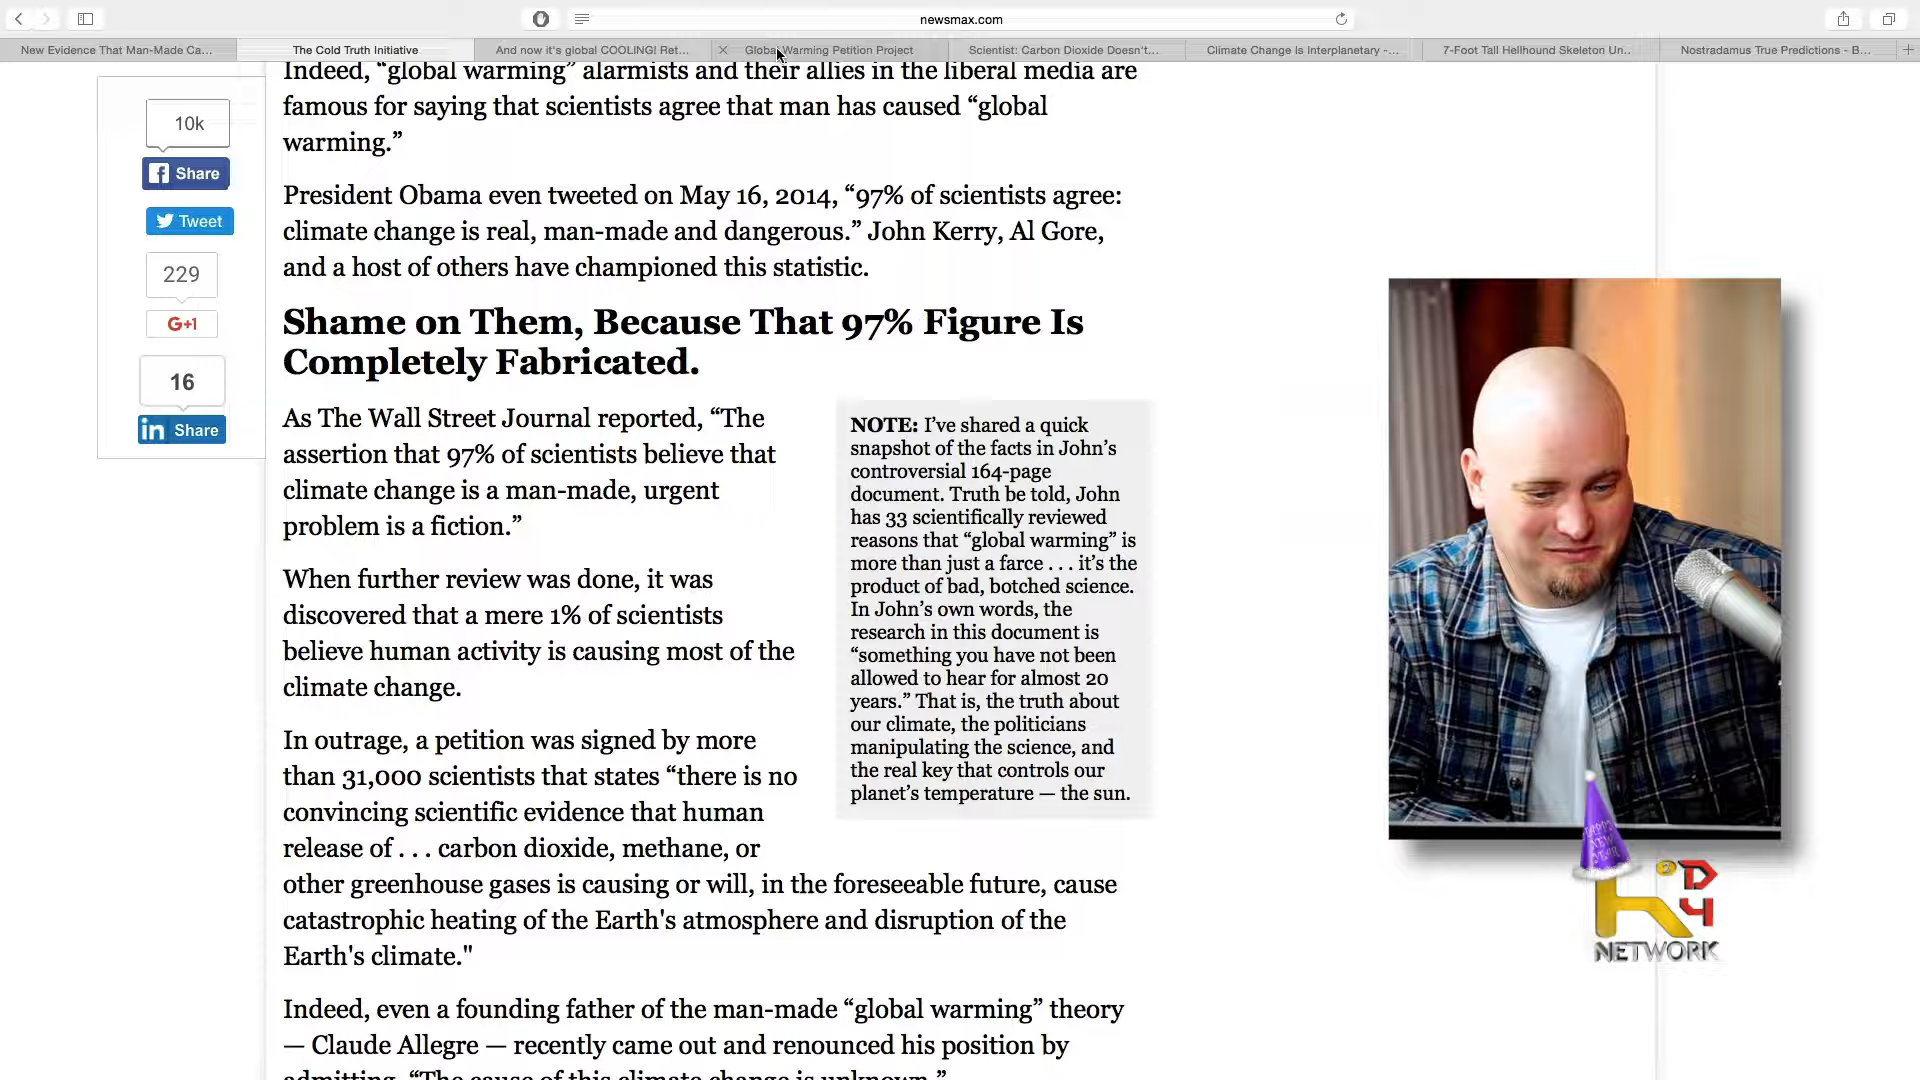 newsmax.com
New Evidence That Man-Made Ca...
The Cold Truth Initiative
And now it's global COOLING! Ret...
Global Warming Petition Project
Scientist: Carbon Dioxide Doesn't...
Climate Change Is Interplanetary -...
7-Foot Tall Hellhound Skeleton Un...
Nostradamus True Predictions - B...
10k
Share
Tweet
229
G+1
16
in Share
Indeed, “global warming” alarmists and their allies in the liberal media are
famous for saying that scientists agree that man has caused “global
warming.”
President Obama even tweeted on May 16, 2014, “97% of scientists agree:
climate change is real, man-made and dangerous.” John Kerry, Al Gore,
and a host of others have championed this statistic.
Shame on Them, Because That 97% Figure Is
Completely Fabricated.
As The Wall Street Journal reported, “The
assertion that 97% of scientists believe that
climate change is a man-made, urgent
problem is a fiction.”
When further review was done, it was
discovered that a mere 1% of scientists
believe human activity is causing most of the
climate change.
In outrage, a petition was signed by more
than 31,000 scientists that states “there is no
convincing scientific evidence that human
release of . . . carbon dioxide, methane, or
other greenhouse gases is causing or will, in the foreseeable future, cause
catastrophic heating of the Earth's atmosphere and disruption of the
Earth's climate."
Indeed, even a founding father of the man-made “global warming” theory
— Claude Allegre — recently came out and renounced his position by
admitting, “The cause of this climate change is unknown.”
NOTE: I’ve shared a quick
snapshot of the facts in John’s
controversial 164-page
document. Truth be told, John
has 33 scientifically reviewed
reasons that “global warming” is
more than just a farce . . . it’s the
product of bad, botched science.
In John’s own words, the
research in this document is
“something you have not been
allowed to hear for almost 20
years.” That is, the truth about
our climate, the politicians
manipulating the science, and
the real key that controls our
planet’s temperature — the sun.
HAPPY
NEW
YEAR
K
D
4
NETWORK